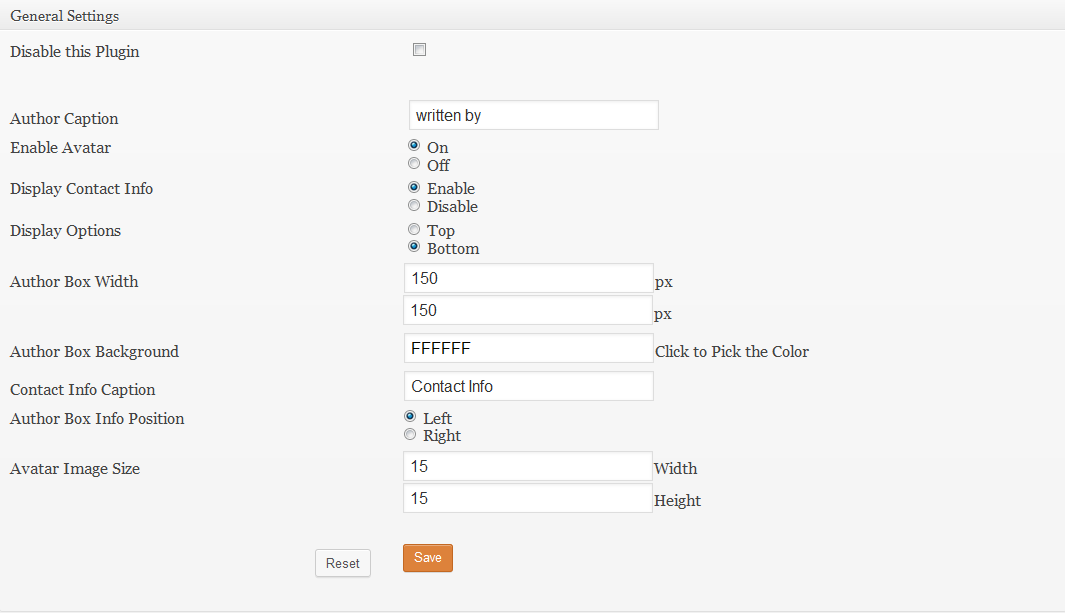 General Settings
Disable this Plugin
Author Caption written by
Enable Avatar On
Off
Display Contact Info Enable
Disable
Display Options Top
Bottom
Author Box Width 150 px
150 px
Author Box Background FFFFFF Click to Pick the Color
Contact Info Caption Contact Info
Author Box Info Position Left
Right
Avatar Image Size 15 Width
15 Height
Reset Save